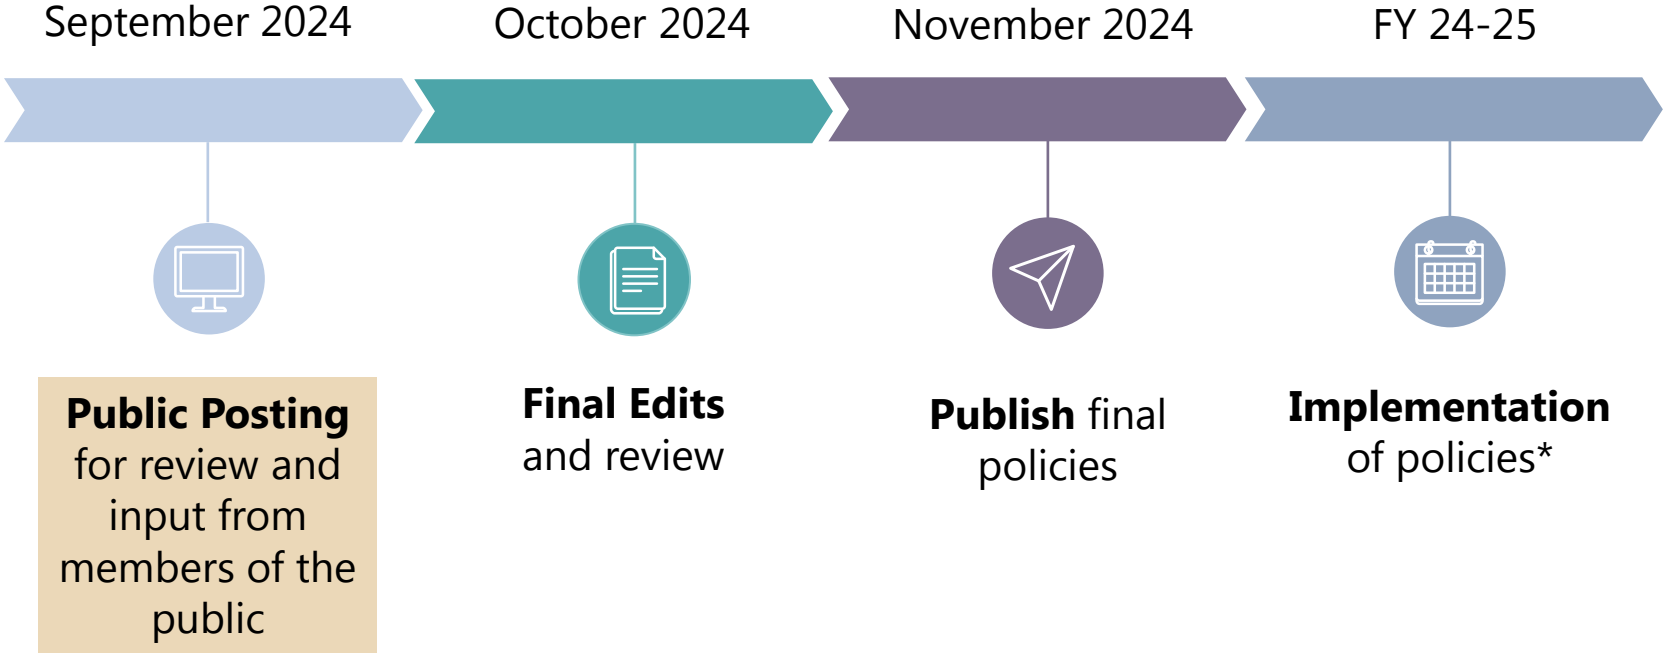 September 2024
October 2024
November 2024
FY 24-25
Public Posting
for review and
input from
members of the
public
Final Edits
and review
Publish final
policies
Implementation
of policies*